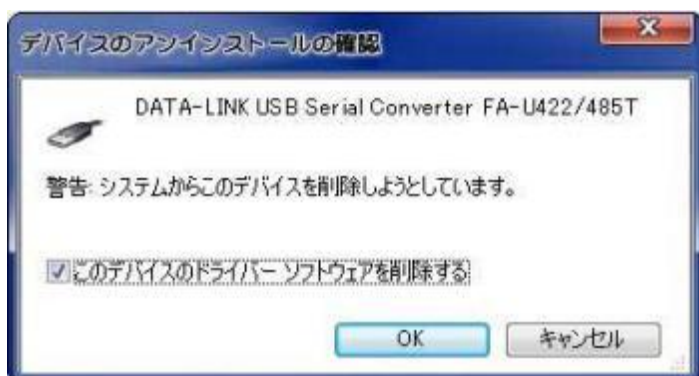 デバイスのアンインストールの確認
DATA-LINK USB Serial Converter FA-U422/485T
警告: システムからこのデバイスを削除しようとしています。
このデバイスのドライバー ソフトウェアを削除する
OK
キャンセル